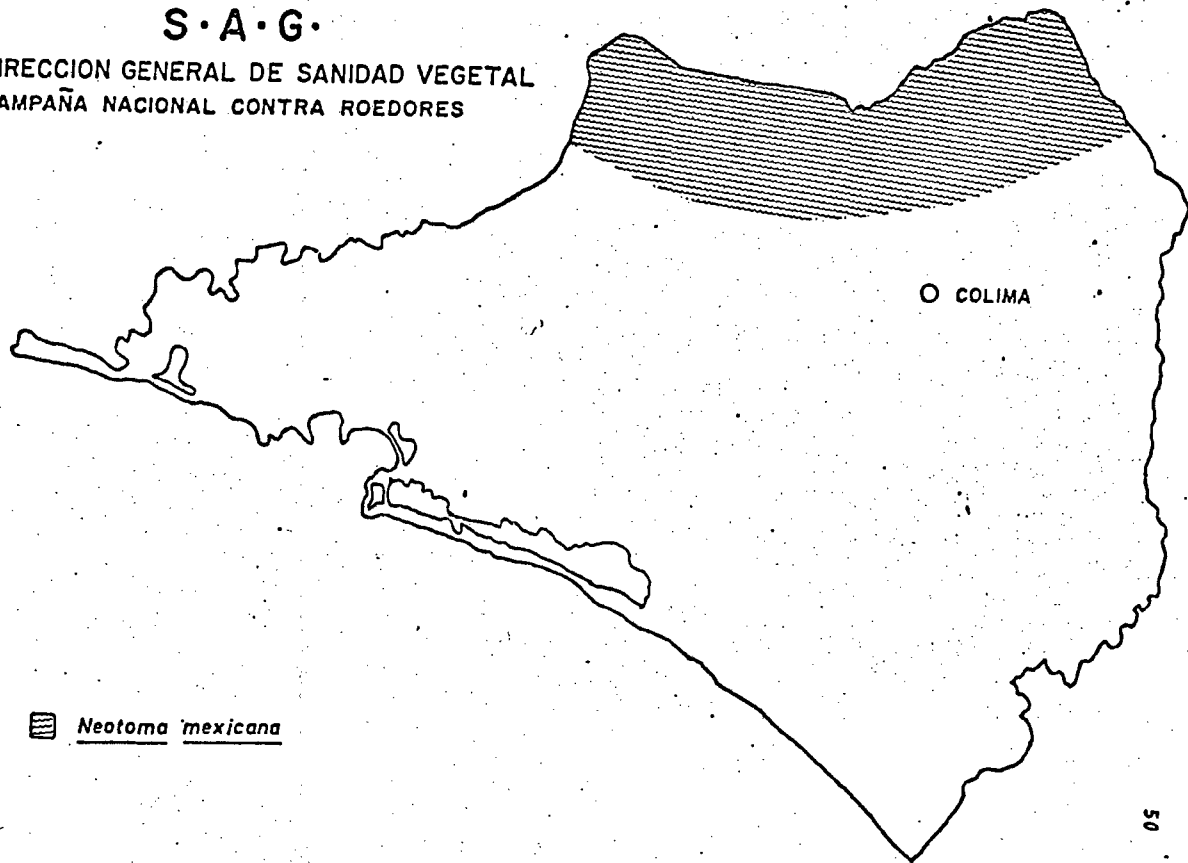 S·A·G·
IRECCION GENERAL DE SANIDAD VEGETAL
AMPAÑA NACIONAL CONTRA ROEDORES
COLIMA
Neotoma mexicana
50